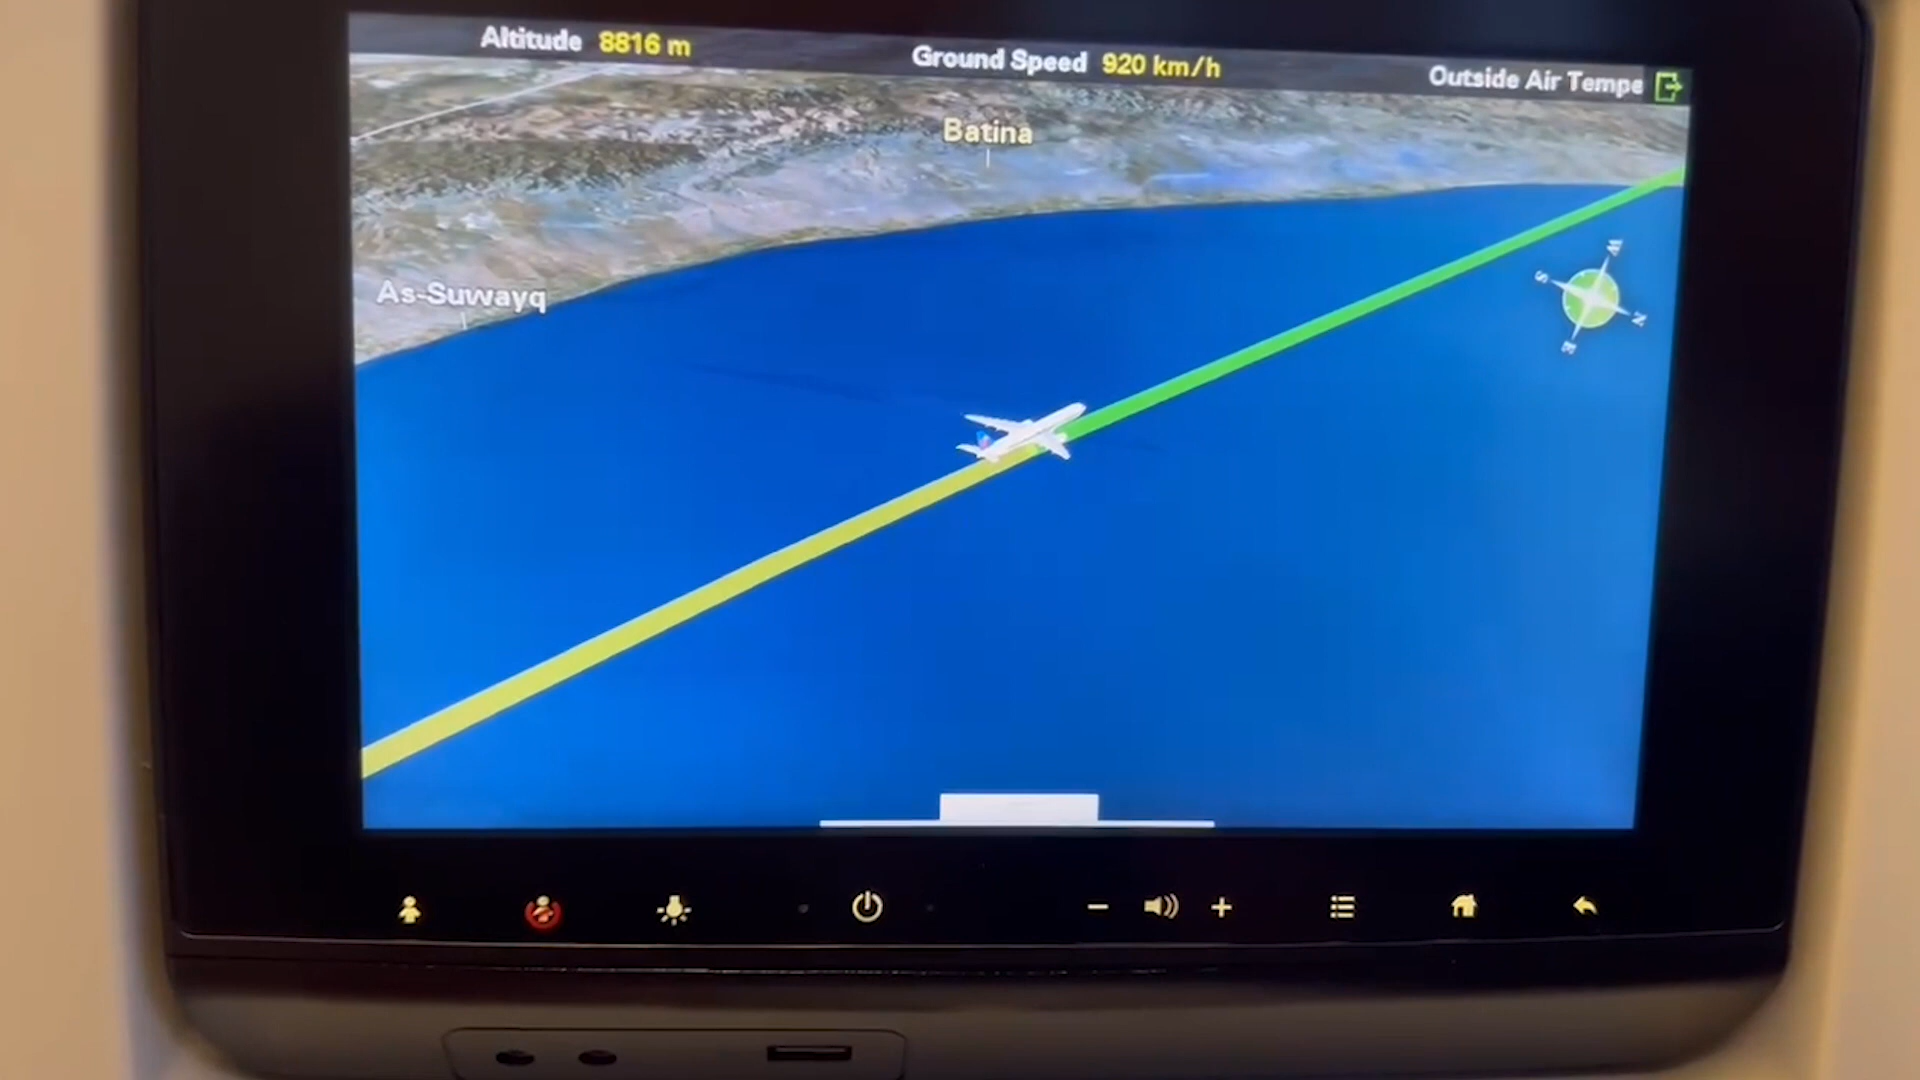 Altitude 8816 m Ground Speed 920 km/h Outside Air Tempe
Batina
As-Suwayq
W
S
N
E